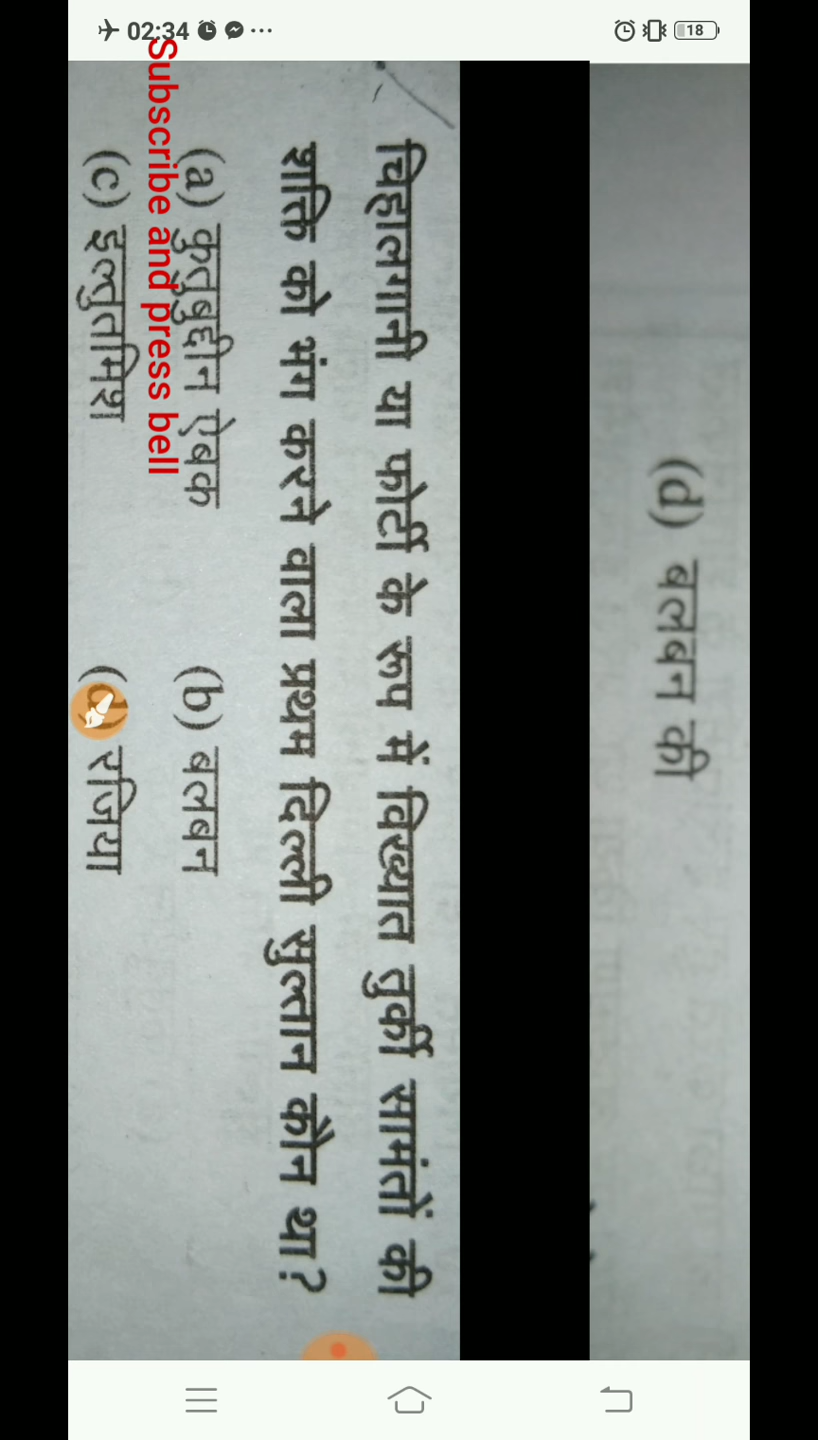 02:34
18
(d) बलबन की
चिहालगानी या फोर्टी के रूप में विख्यात तुर्की सामंतों की
शक्ति को भंग करने वाला प्रथम दिल्ली सुल्तान कौन था?
(a) कुतुबुद्दीन ऐबक (b) बलबन
(c) इल्तुतमिश (d) रजिया
Subscribe and press bell